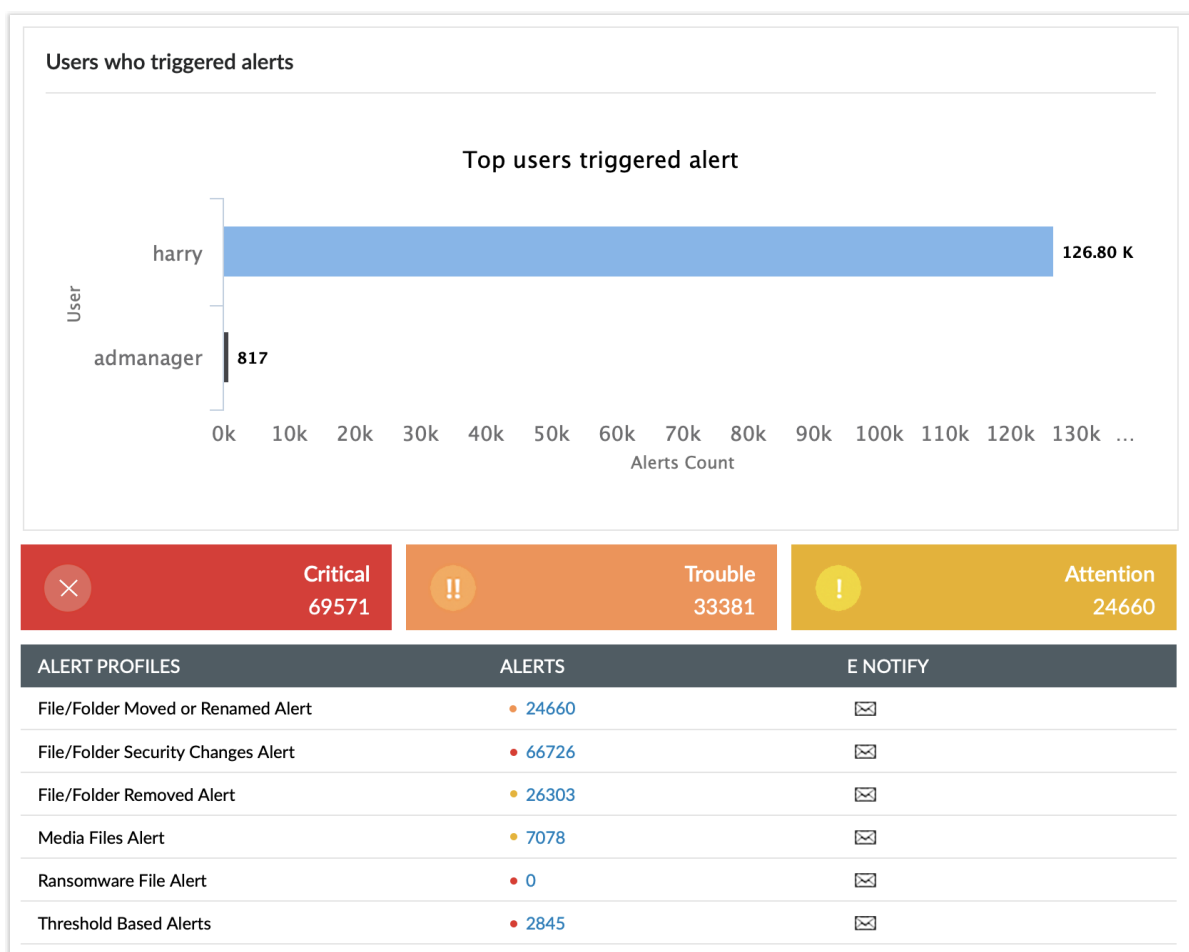 Users who triggered alerts
Top users triggered alert
harry
126.80 K
User
admanager
817
0k 10k 20k 30k 40k 50k 60k 70k 80k 90k 100k 110k 120k 130k ...
Alerts Count
Critical
69571
!!
Trouble
33381
!
Attention
24660
ALERT PROFILES ALERTS E NOTIFY
File/Folder Moved or Renamed Alert 24660
File/Folder Security Changes Alert 66726
File/Folder Removed Alert 26303
Media Files Alert 7078
Ransomware File Alert 0
Threshold Based Alerts 2845